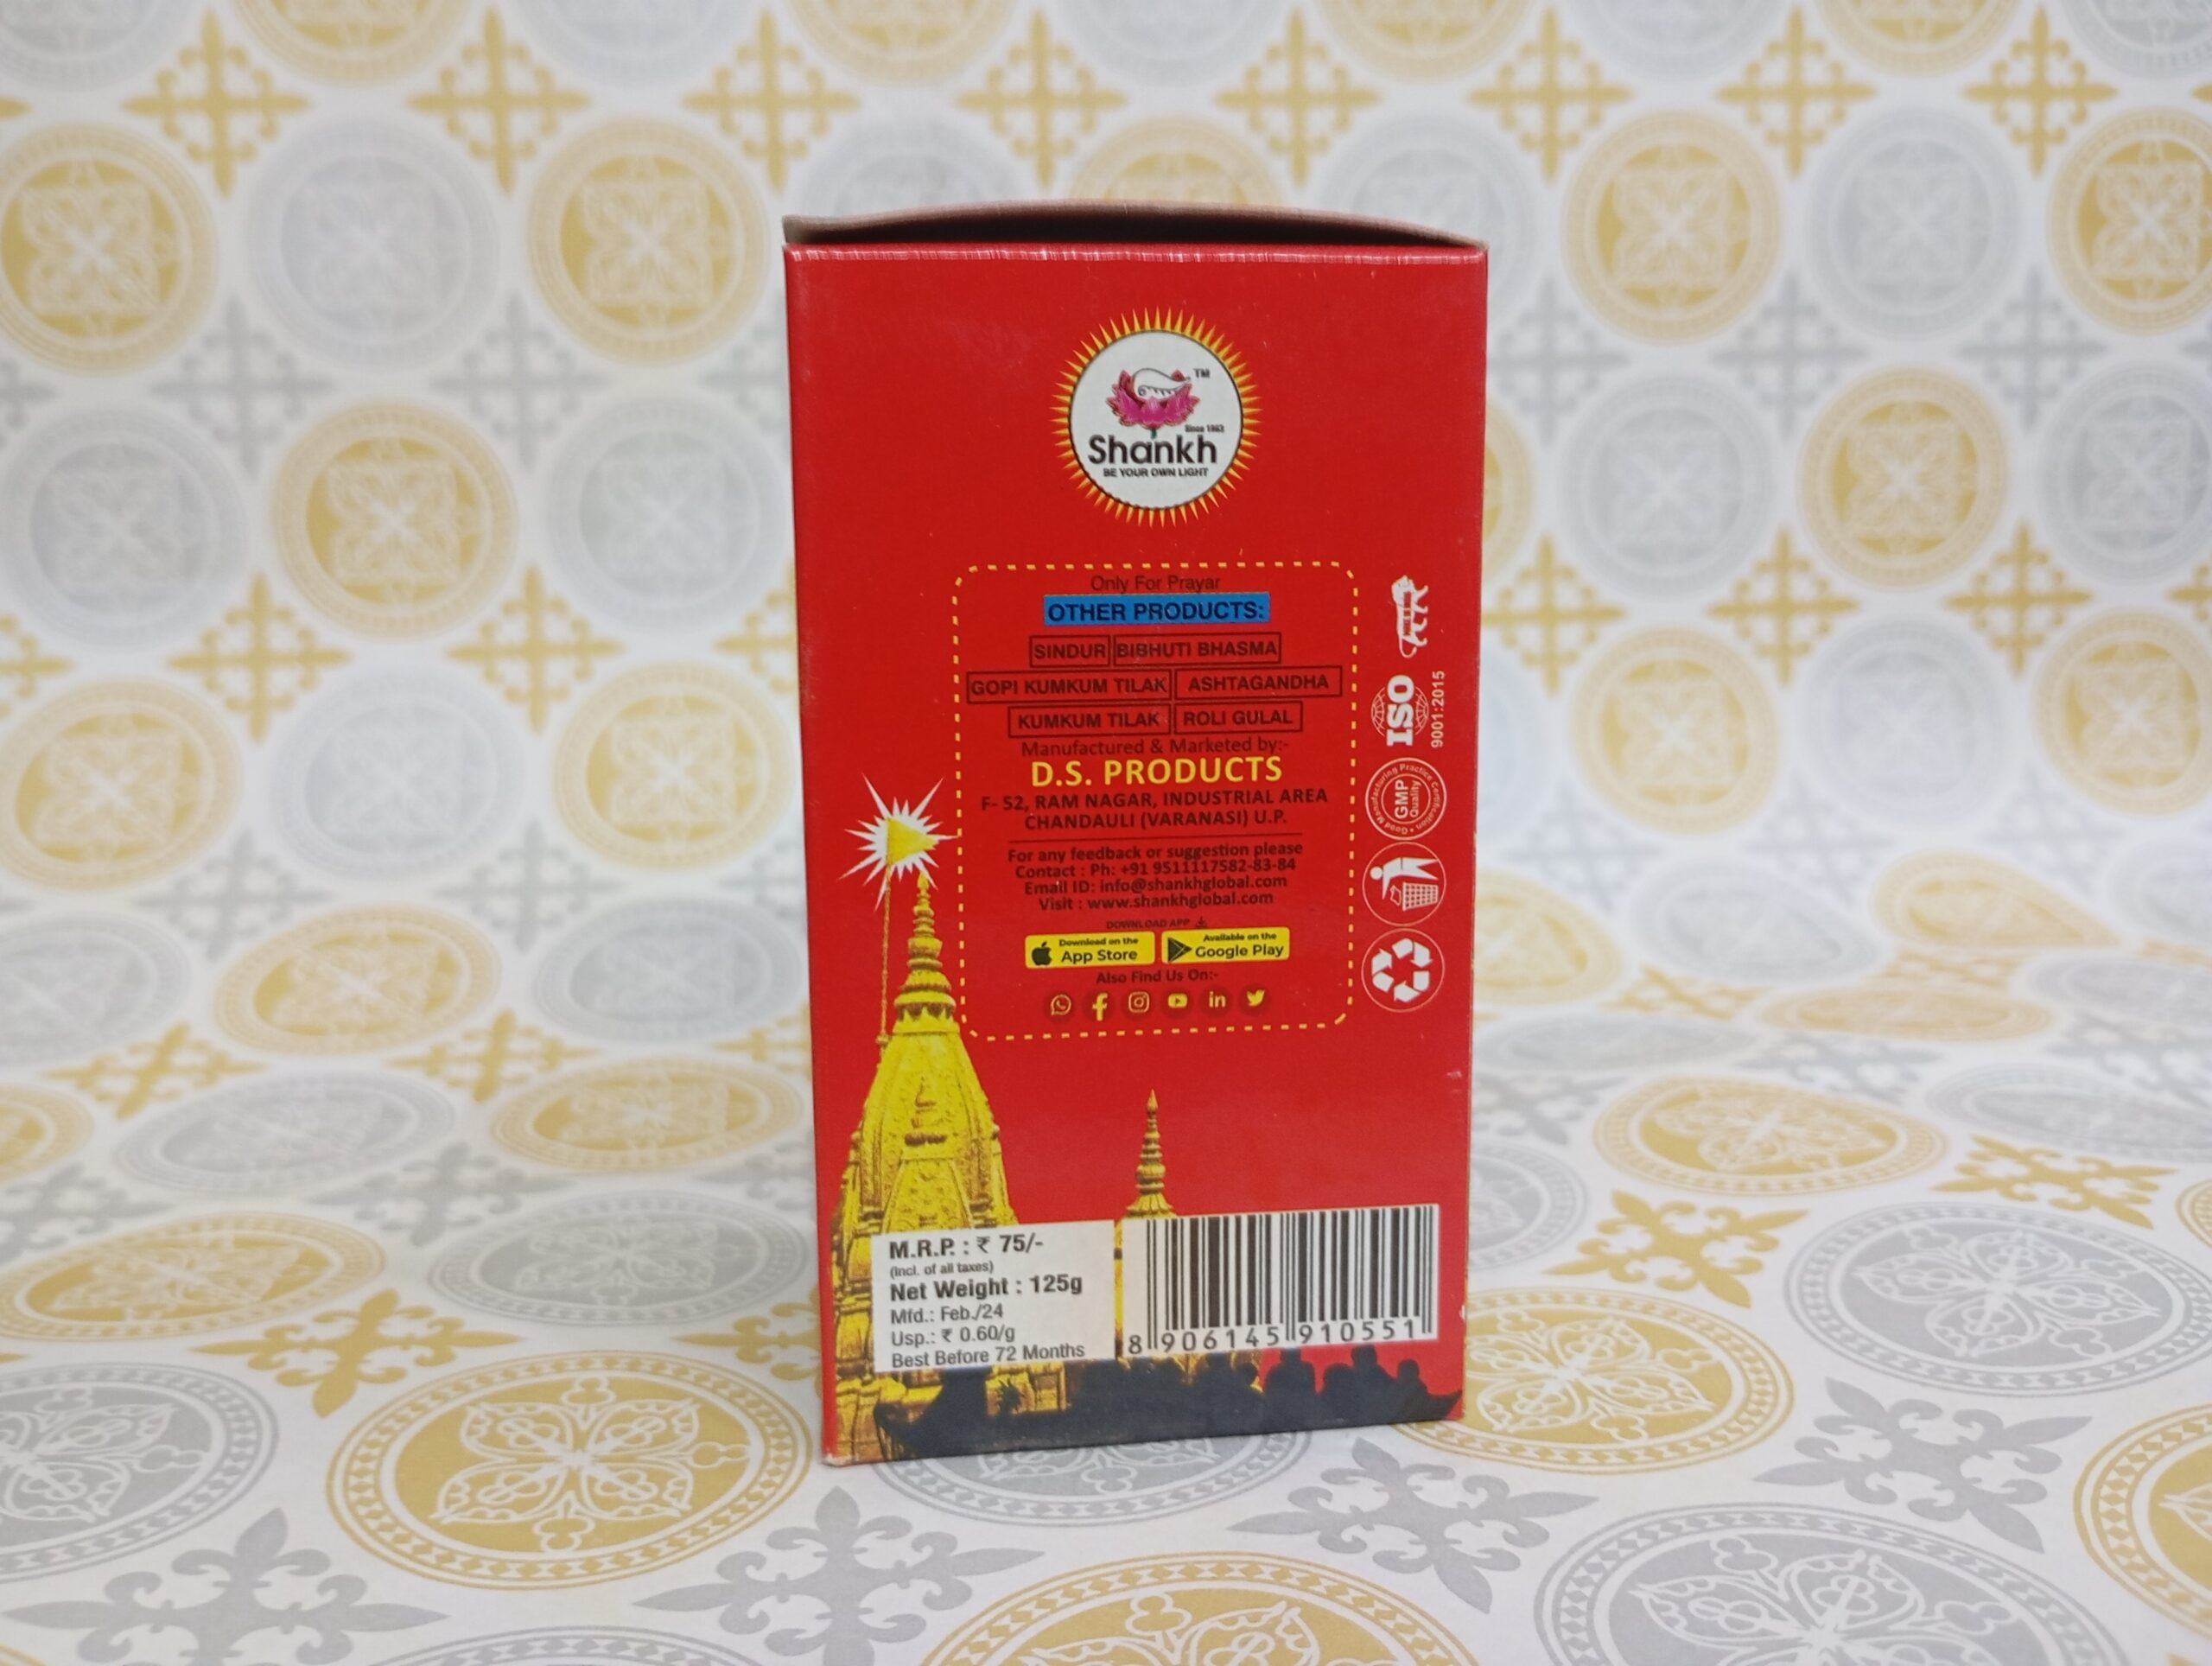 TM
Since 1963
Shankh
BE YOUR OWN LIGHT
Only For Prayar
OTHER PRODUCTS:
SINDUR BIBHUTI BHASMA
GOPI KUMKUM TILAK ASHTAGANDHA
KUMKUM TILAK ROLI GULAL
Manufactured & Marketed by:-
D.S. PRODUCTS
F- 52, RAM NAGAR, INDUSTRIAL AREA
CHANDAULI (VARANASI) U.P.
For any feedback or suggestion please
Contact : Ph: +91 9511117582-83-84
Email ID: info@shankhglobal.com
Visit : www.shankhglobal.com
DOWNLOAD APP
Download on the
App Store
Available on the
Google Play
Also Find Us On:-
ISO
9001:2015
Good Manufacturing Practice Certification
GMP
Quality
M.R.P. : ₹ 75/-
(Incl. of all taxes)
Net Weight : 125g
Mfd.: Feb./24
Usp.: ₹ 0.60/g
Best Before 72 Months
8 906145 910551